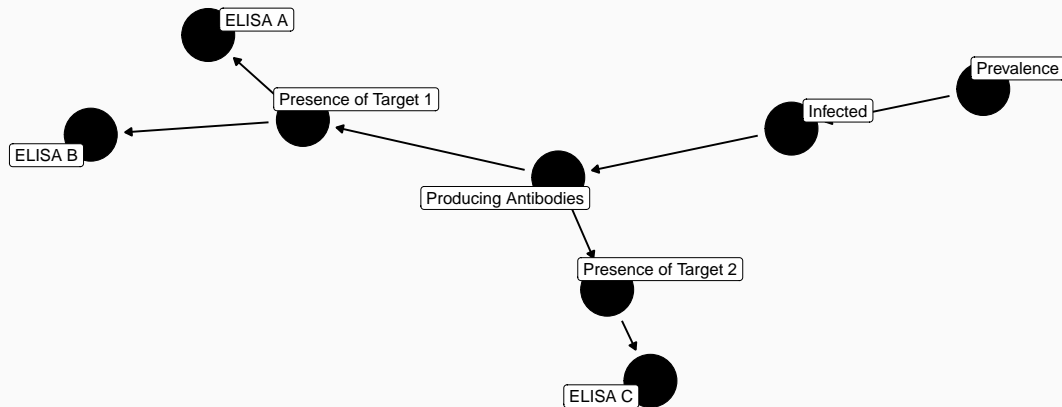 ELISA A
Prevalence
Presence of Target 1
Infected
ELISA B
Producing Antibodies
Presence of Target 2
ELISA C